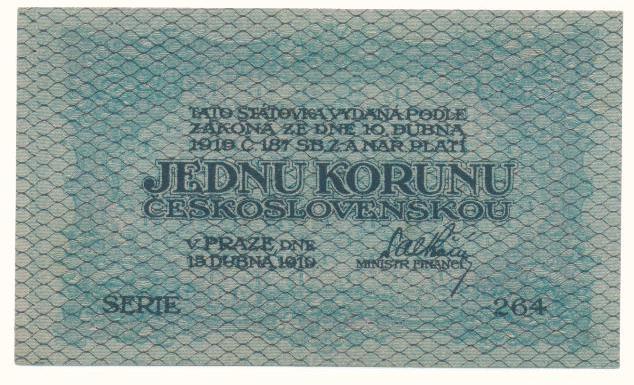 TATO STÁTOVKA VYDANÁ PODLE
ZÁKONA ZE DNE 10. DUBNA
1919 Č 187 SB. Z A NAŘ. PLATÍ
JEDNU KORUNU
ČESKOSLOVENSKOU
V PRAZE DNE
15 DUBNA 1919
MINISTR FINANCÍ
SERIE 264